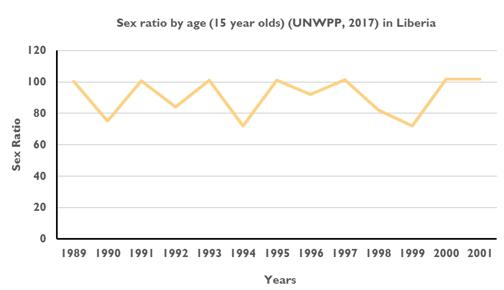 Sex ratio by age (15 year olds) (UNWPP, 2017) in Liberia
120
100
80
60
40
20
0
Sex Ratio
1989 1990 1991 1992 1993 1994 1995 1996 1997 1998 1999 2000 2001
Years